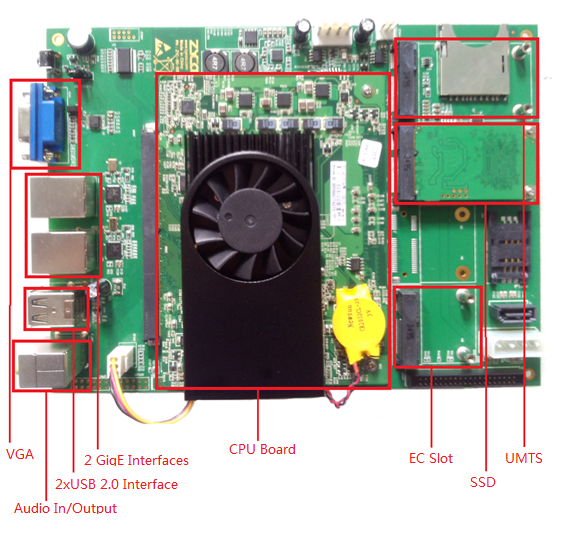 VGA
2 GigE Interfaces
CPU Board
EC Slot
UMTS
2xUSB 2.0 Interface
SSD
Audio In/Output